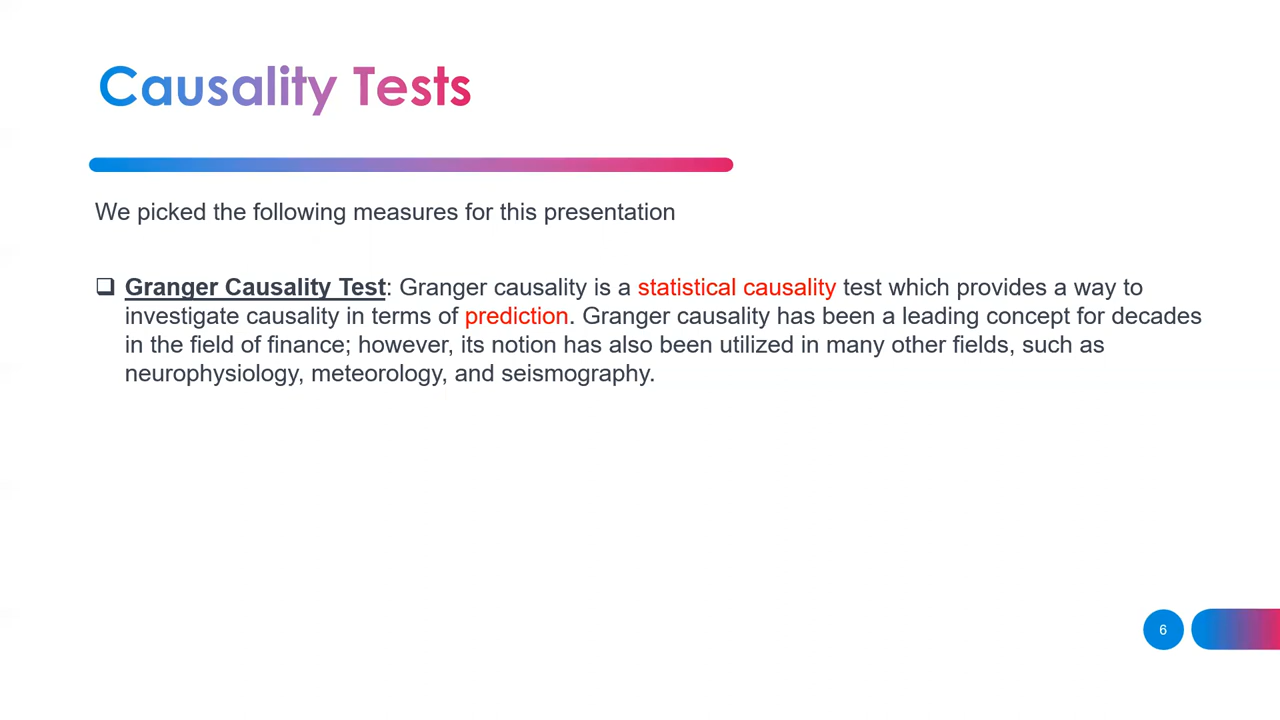 Causality Tests
We picked the following measures for this presentation
❑ Granger Causality Test: Granger causality is a statistical causality test which provides a way to
investigate causality in terms of prediction. Granger causality has been a leading concept for decades
in the field of finance; however, its notion has also been utilized in many other fields, such as
neurophysiology, meteorology, and seismography.
6